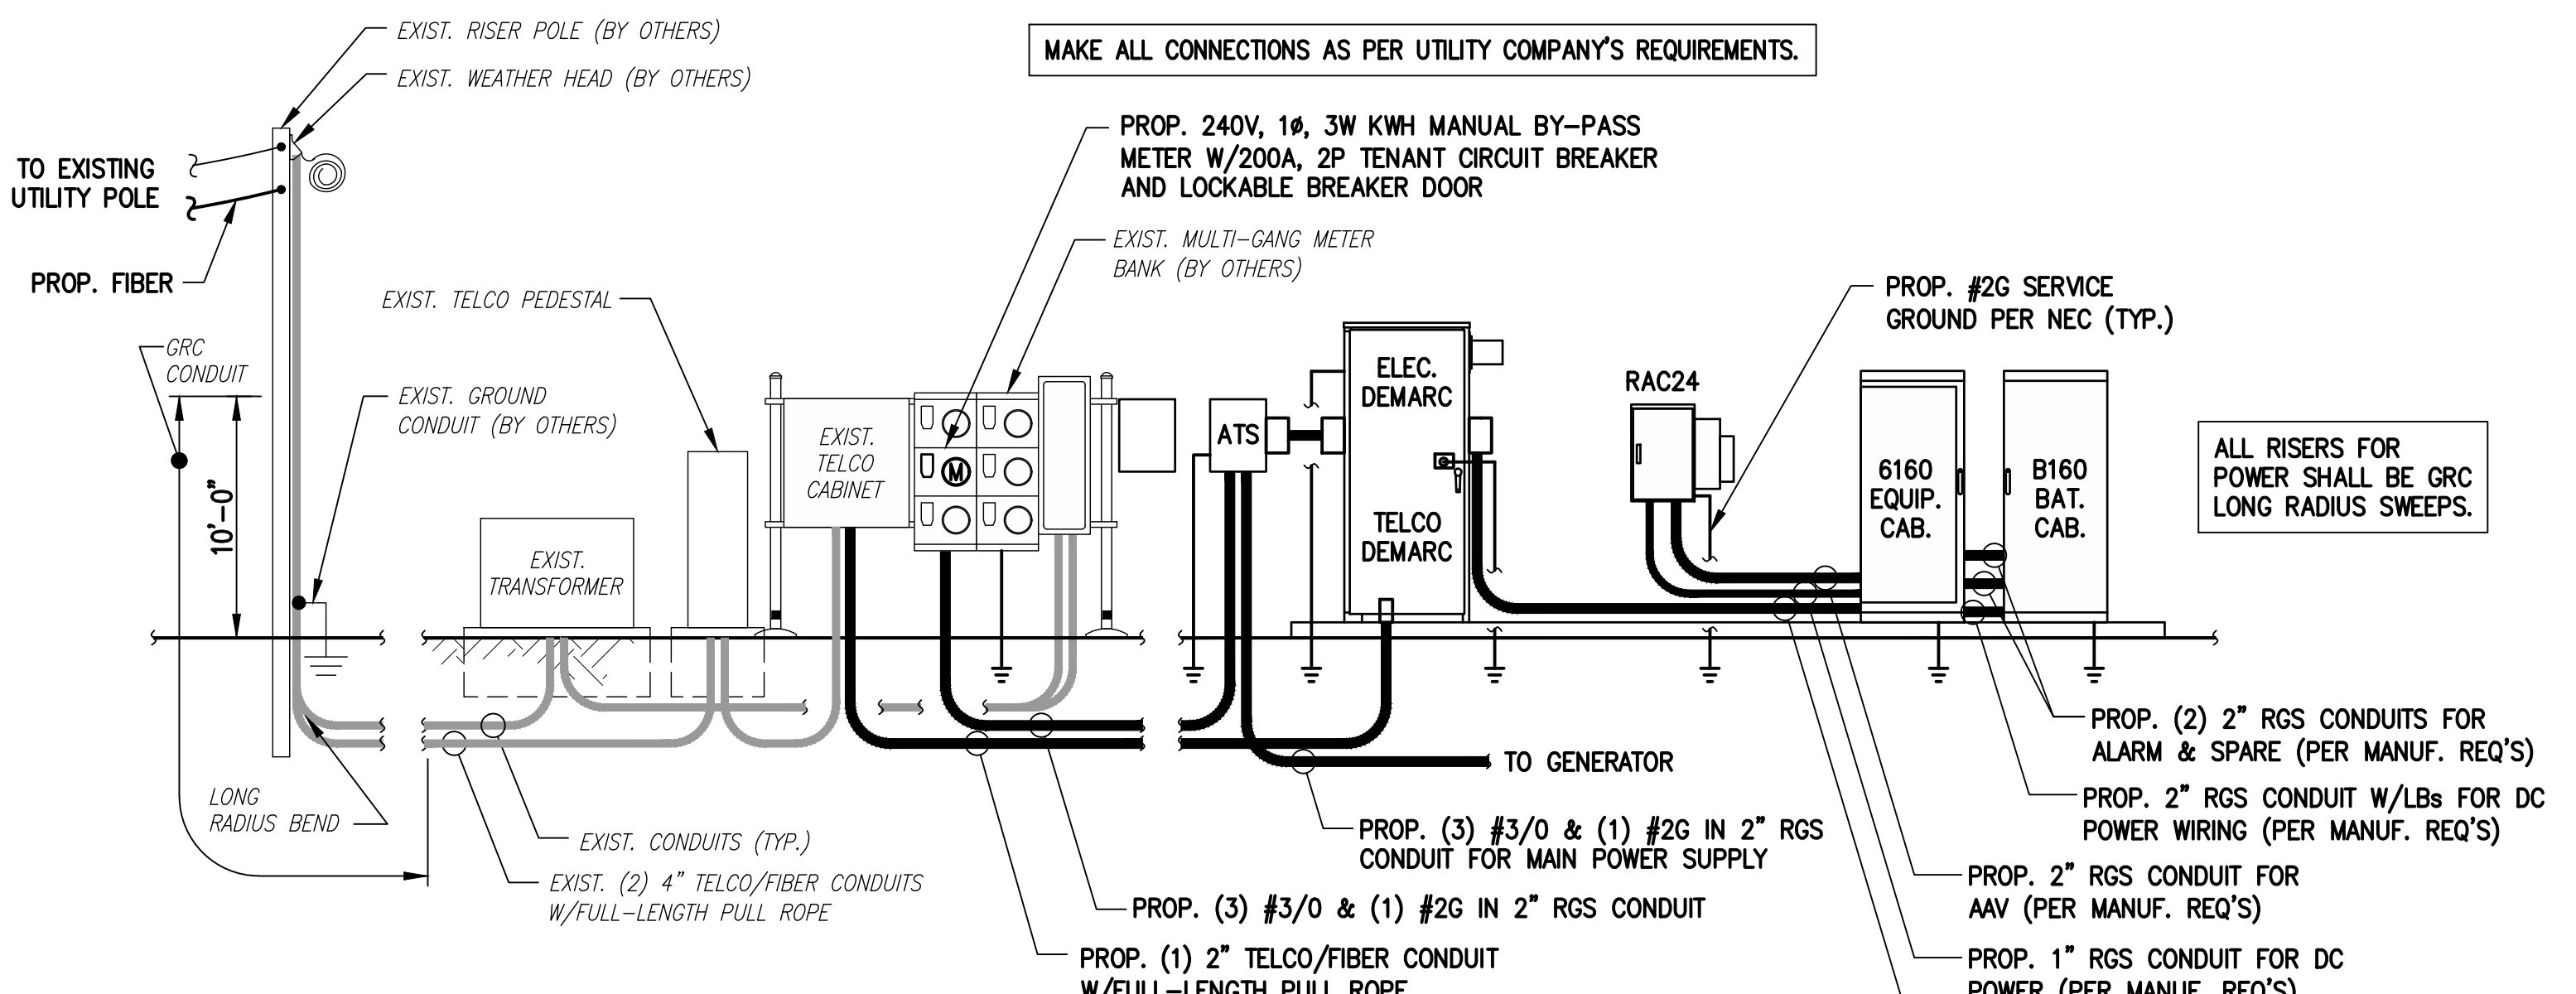 EXIST. RISER POLE (BY OTHERS)
EXIST. WEATHER HEAD (BY OTHERS)
MAKE ALL CONNECTIONS AS PER UTILITY COMPANY'S REQUIREMENTS.
PROP. 240V, 1ø, 3W KWH MANUAL BY-PASS
METER W/200A, 2P TENANT CIRCUIT BREAKER
AND LOCKABLE BREAKER DOOR
TO EXISTING
UTILITY POLE
EXIST. MULTI-GANG METER
BANK (BY OTHERS)
PROP. FIBER
EXIST. TELCO PEDESTAL
PROP. #2G SERVICE
GROUND PER NEC (TYP.)
GRC
CONDUIT
EXIST. GROUND
CONDUIT (BY OTHERS)
10'-0"
EXIST.
TRANSFORMER
EXIST.
TELCO
CABINET
M
ATS
ELEC.
DEMARC
TELCO
DEMARC
RAC24
6160
EQUIP.
CAB.
B160
BAT.
CAB.
ALL RISERS FOR
POWER SHALL BE GRC
LONG RADIUS SWEEPS.
LONG
RADIUS BEND
EXIST. CONDUITS (TYP.)
EXIST. (2) 4" TELCO/FIBER CONDUITS
W/FULL-LENGTH PULL ROPE
TO GENERATOR
PROP. (3) #3/0 & (1) #2G IN 2" RGS
CONDUIT FOR MAIN POWER SUPPLY
PROP. (3) #3/0 & (1) #2G IN 2" RGS CONDUIT
PROP. (1) 2" TELCO/FIBER CONDUIT
W/FULL-LENGTH PULL ROPE
PROP. (2) 2" RGS CONDUITS FOR
ALARM & SPARE (PER MANUF. REQ'S)
PROP. 2" RGS CONDUIT W/LBs FOR DC
POWER WIRING (PER MANUF. REQ'S)
PROP. 2" RGS CONDUIT FOR
AAV (PER MANUF. REQ'S)
PROP. 1" RGS CONDUIT FOR DC
POWER (PER MANUF. REQ'S)